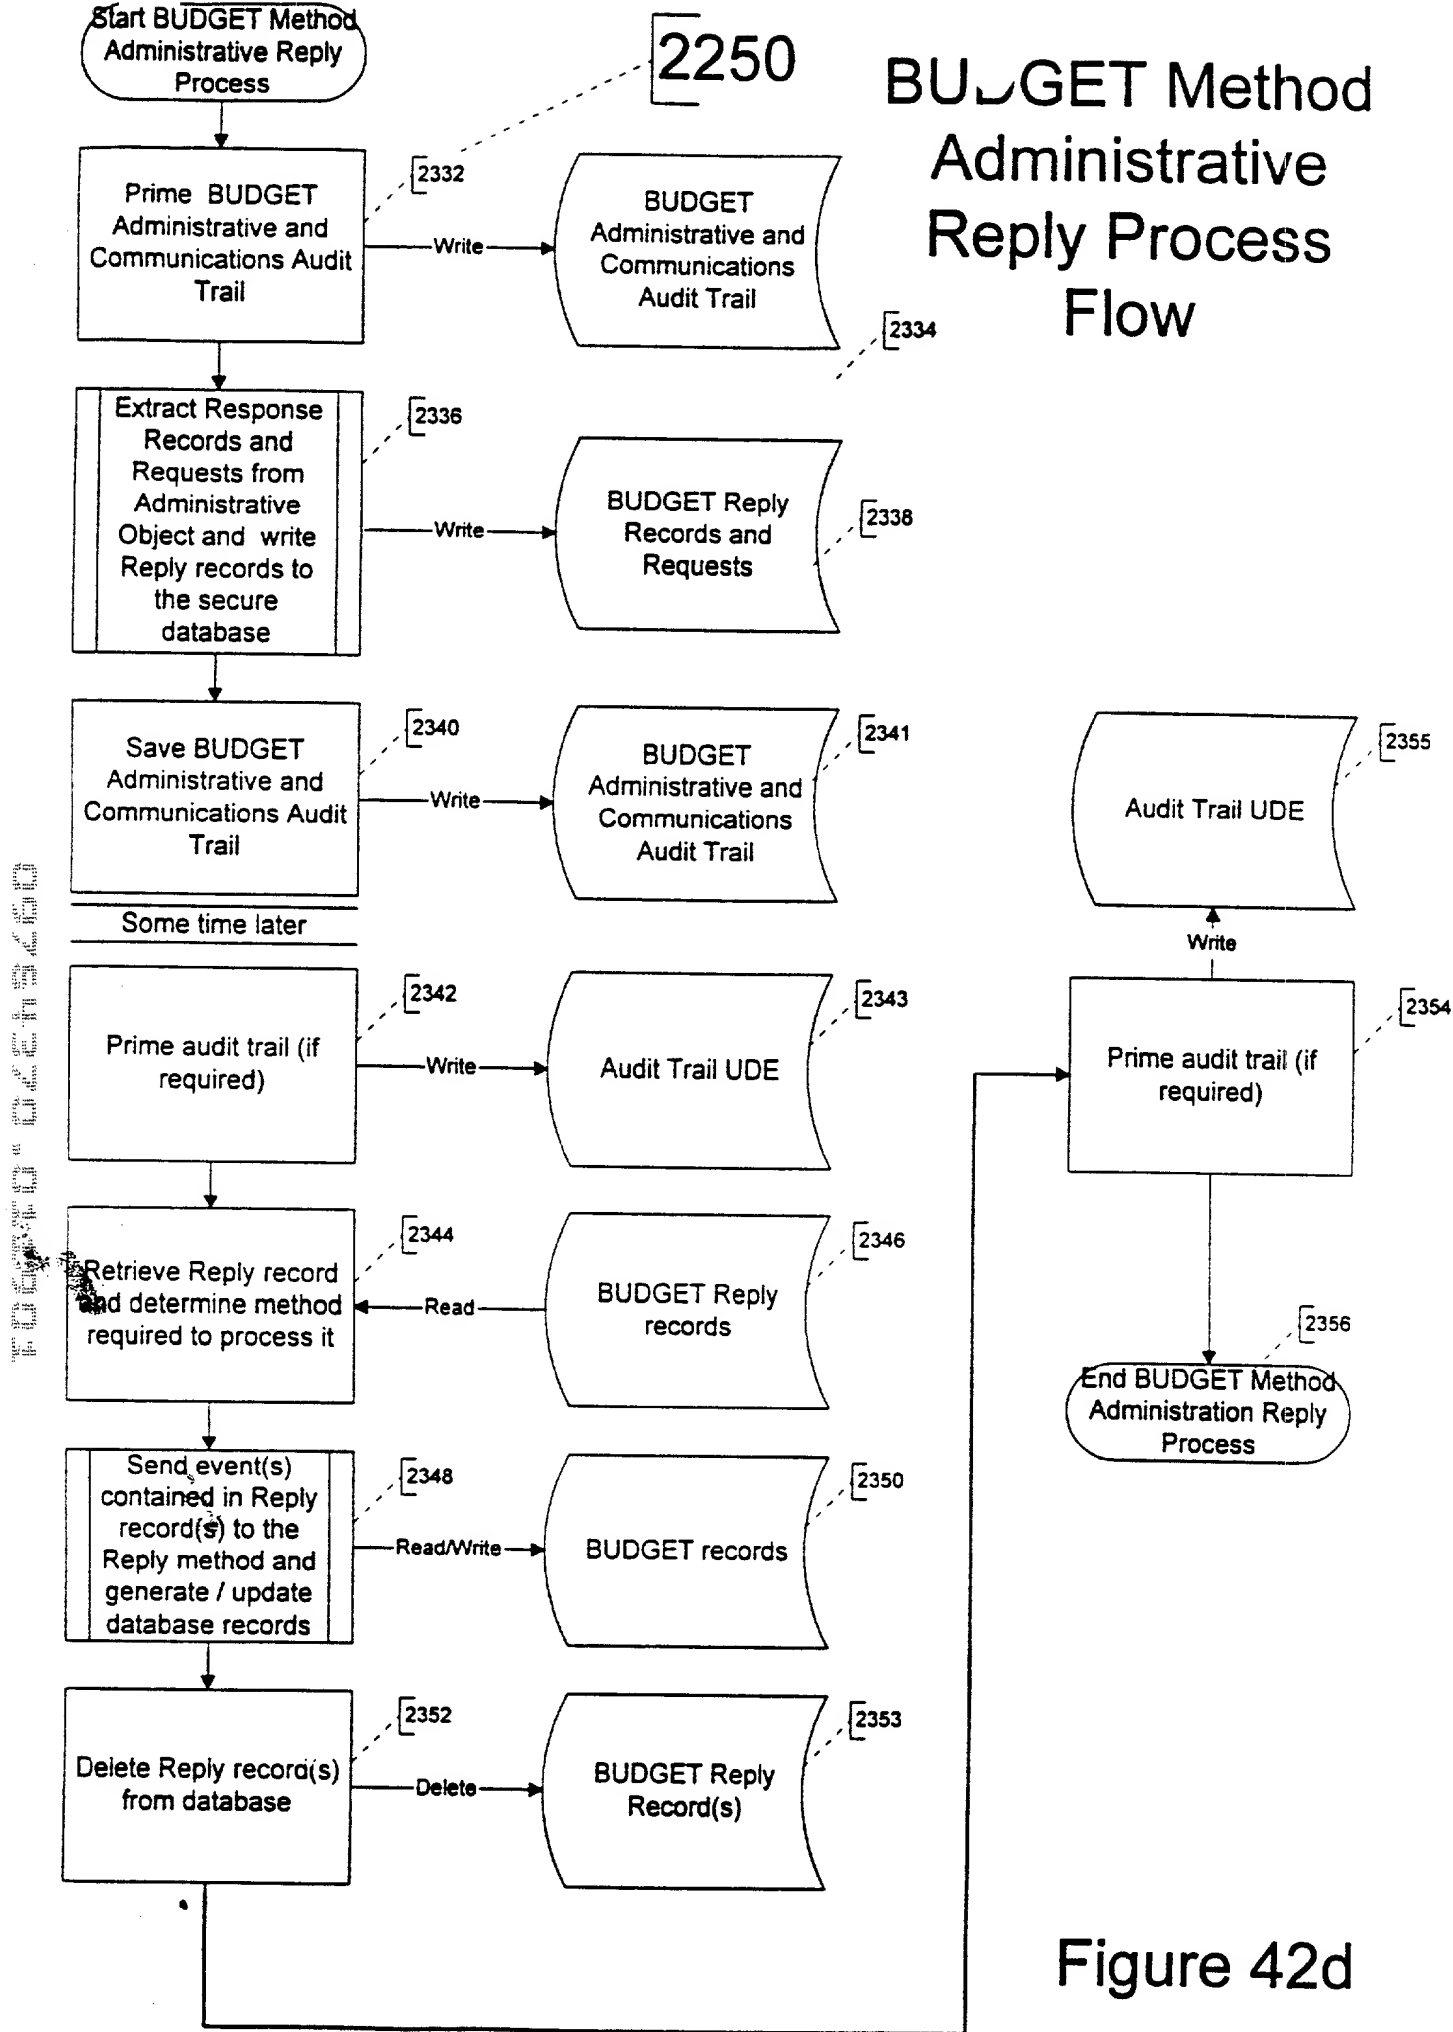 Start BUDGET Method
Administrative Reply
Process
2250
BUDGET Method
Administrative
Reply Process
Flow
Prime BUDGET
Administrative and
Communications Audit
Trail
2332
Write
BUDGET
Administrative and
Communications
Audit Trail
2334
Extract Response
Records and
Requests from
Administrative
Object and write
Reply records to
the secure
database
2336
Write
BUDGET Reply
Records and
Requests
2338
Save BUDGET
Administrative and
Communications Audit
Trail
2340
Write
BUDGET
Administrative and
Communications
Audit Trail
2341
Some time later
Prime audit trail (if
required)
2342
Write
Audit Trail UDE
2343
Retrieve Reply record
and determine method
required to process it
2344
Read
BUDGET Reply
records
2346
Send event(s)
contained in Reply
record(s) to the
Reply method and
generate / update
database records
2348
Read/Write
BUDGET records
2350
Delete Reply record(s)
from database
2352
Delete
BUDGET Reply
Record(s)
2353
Audit Trail UDE
2355
Write
Prime audit trail (if
required)
2354
2356
End BUDGET Method
Administration Reply
Process
Figure 42d